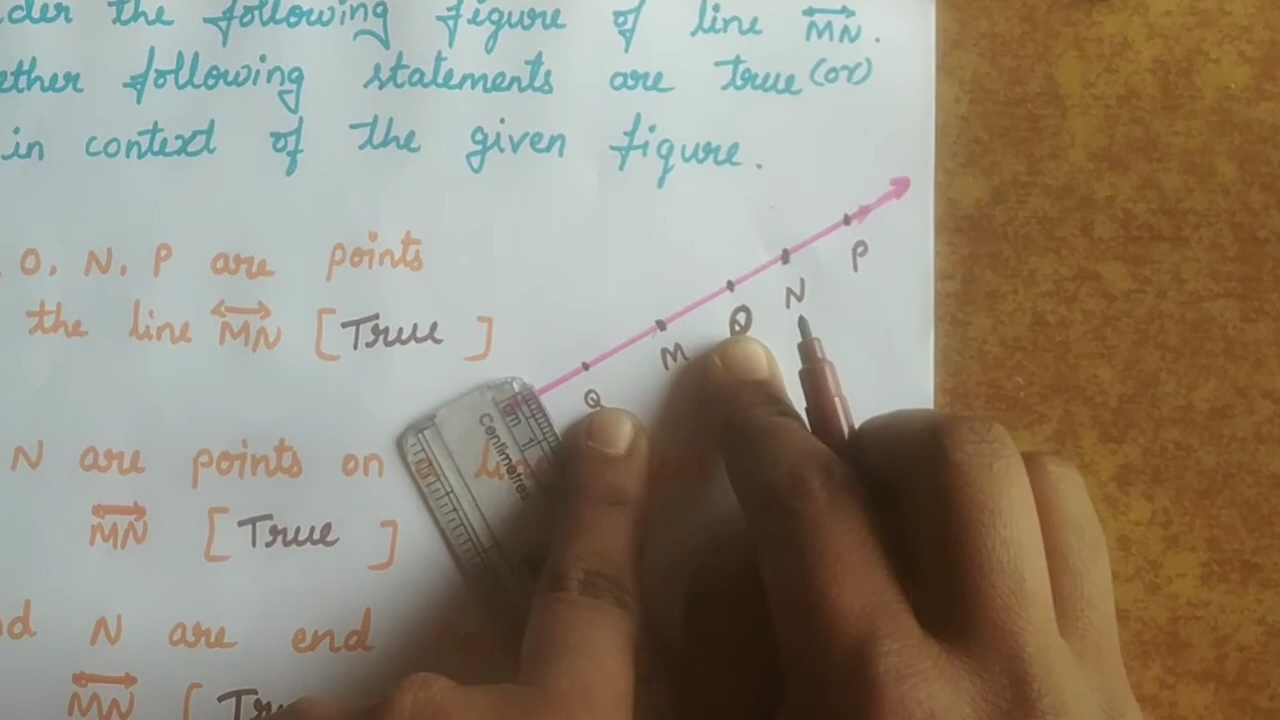 der the following figure of line MN.
ether following statements are true (or)
in context of the given figure.
O. N. P are points
the line MN [True ]
P
N
O
M
Q
cm 1
Centimetres
N are points on
MN [True ]
d N are end
MN [